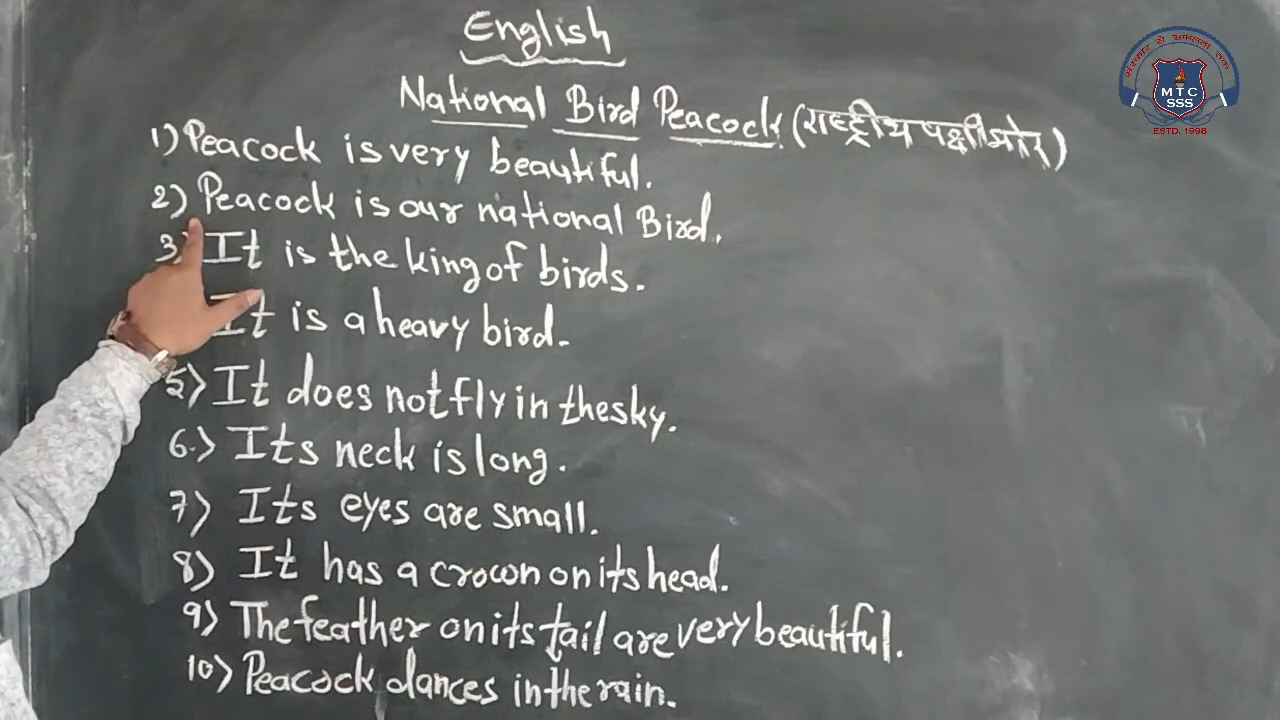 English
National Bird Peacock (राष्ट्रीय पक्षी मोर)
1) Peacock is very beautiful.
2) Peacock is our national Bird.
3) It is the king of birds.
It is a heavy bird.
5) It does not fly in the sky.
6) Its neck is long.
7) Its eyes are small.
8) It has a crown on its head.
9) The feather on its tail are very beautiful.
10) Peacock dances in the rain.
संस्कार से सफलता तक
MTC
SSS
ESTD. 1998